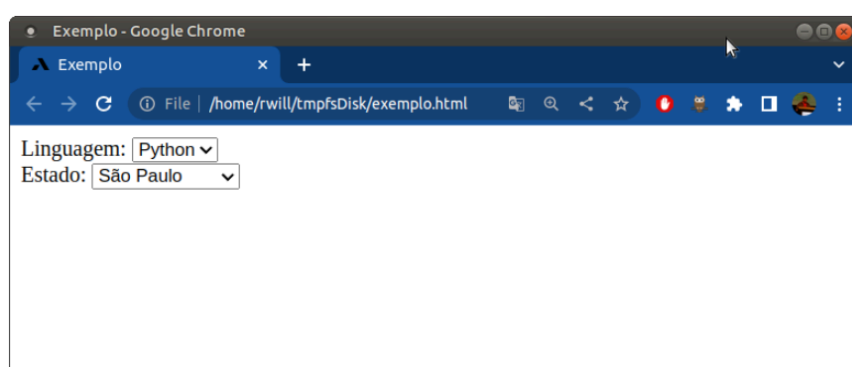 Exemplo - Google Chrome
Exemplo
File | /home/rwill/tmpfsDisk/exemplo.html
Linguagem: Python
Estado: São Paulo